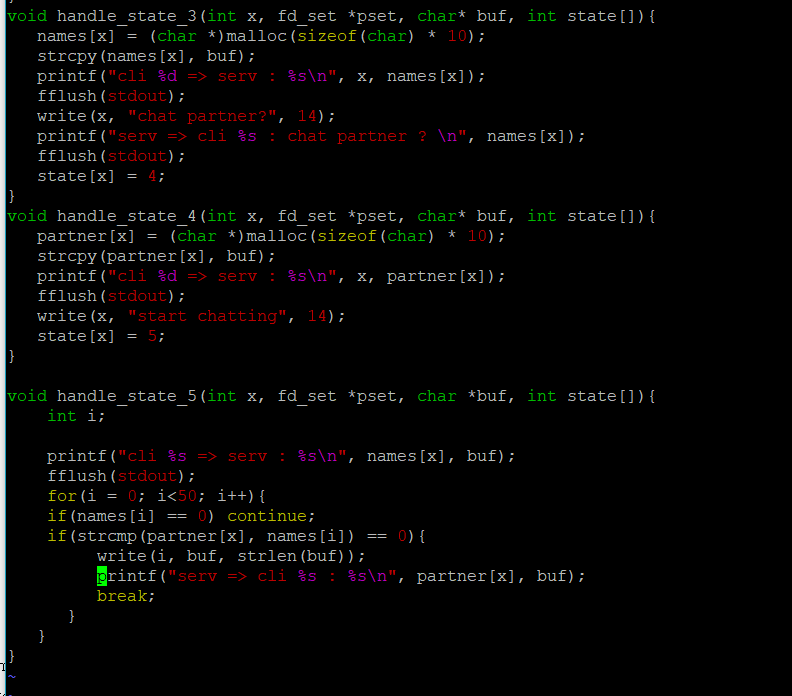 void handle_state_3(int x, fd_set *pset, char* buf, int state[]){
   names[x] = (char *)malloc(sizeof(char) * 10);
   strcpy(names[x], buf);
   printf("cli %d => serv : %s\n", x, names[x]);
   fflush(stdout);
   write(x, "chat partner?", 14);
   printf("serv => cli %s : chat partner ? \n", names[x]);
   fflush(stdout);
   state[x] = 4;
}
void handle_state_4(int x, fd_set *pset, char* buf, int state[]){
   partner[x] = (char *)malloc(sizeof(char) * 10);
   strcpy(partner[x], buf);
   printf("cli %d => serv : %s\n", x, partner[x]);
   fflush(stdout);
   write(x, "start chatting", 14);
   state[x] = 5;
}

void handle_state_5(int x, fd_set *pset, char *buf, int state[]){
    int i;

    printf("cli %s => serv : %s\n", names[x], buf);
    fflush(stdout);
    for(i = 0; i<50; i++){
    if(names[i] == 0) continue;
    if(strcmp(partner[x], names[i]) == 0){
         write(i, buf, strlen(buf));
         printf("serv => cli %s : %s\n", partner[x], buf);
         break;
      }
   }
}
~